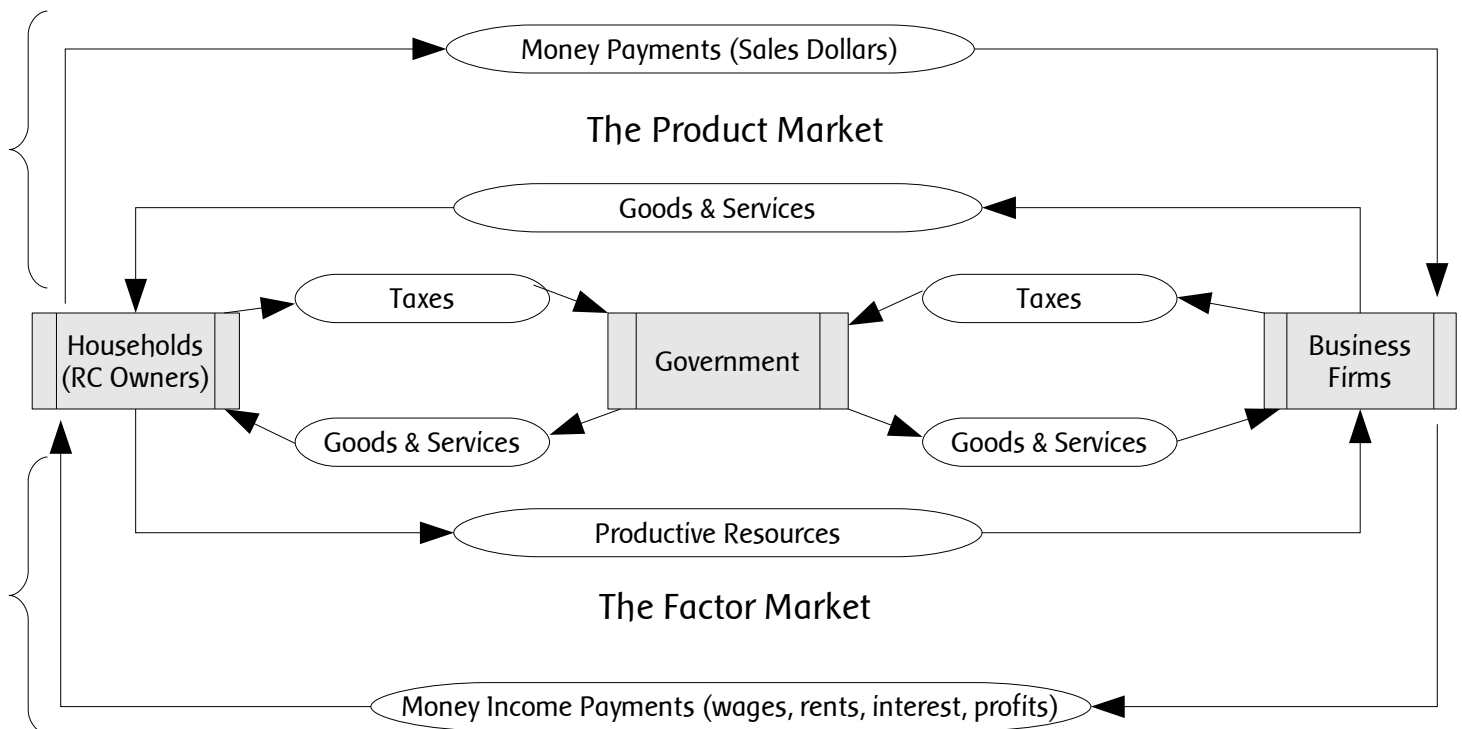 Money Payments (Sales Dollars)
The Product Market
Goods & Services
Taxes
Taxes
Households
(RC Owners)
Government
Business
Firms
Goods & Services
Goods & Services
Productive Resources
The Factor Market
Money Income Payments (wages, rents, interest, profits)